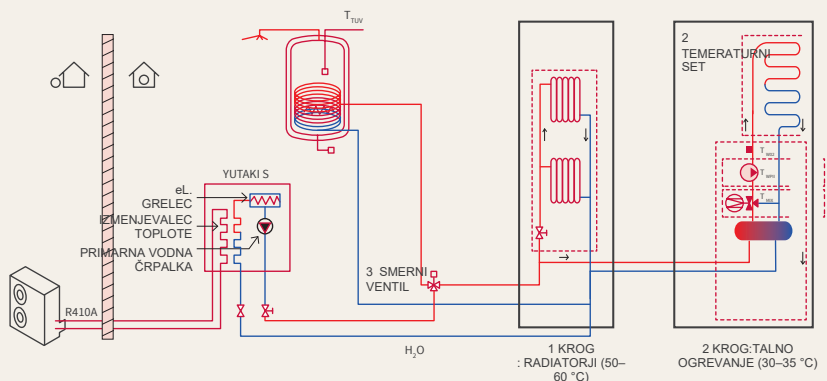 T TUV
2
TEMERATURNI
SET
YUTAKI S
eL.
GRELEC
IZMENJEVALEC
TOPLOTE
PRIMARNA VODNA
ČRPALKA
3 SMERNI
VENTIL
R410A
H2O
1 KROG
: RADIATORJI (50–
60 °C)
2 KROG:TALNO
OGREVANJE (30–35 °C)